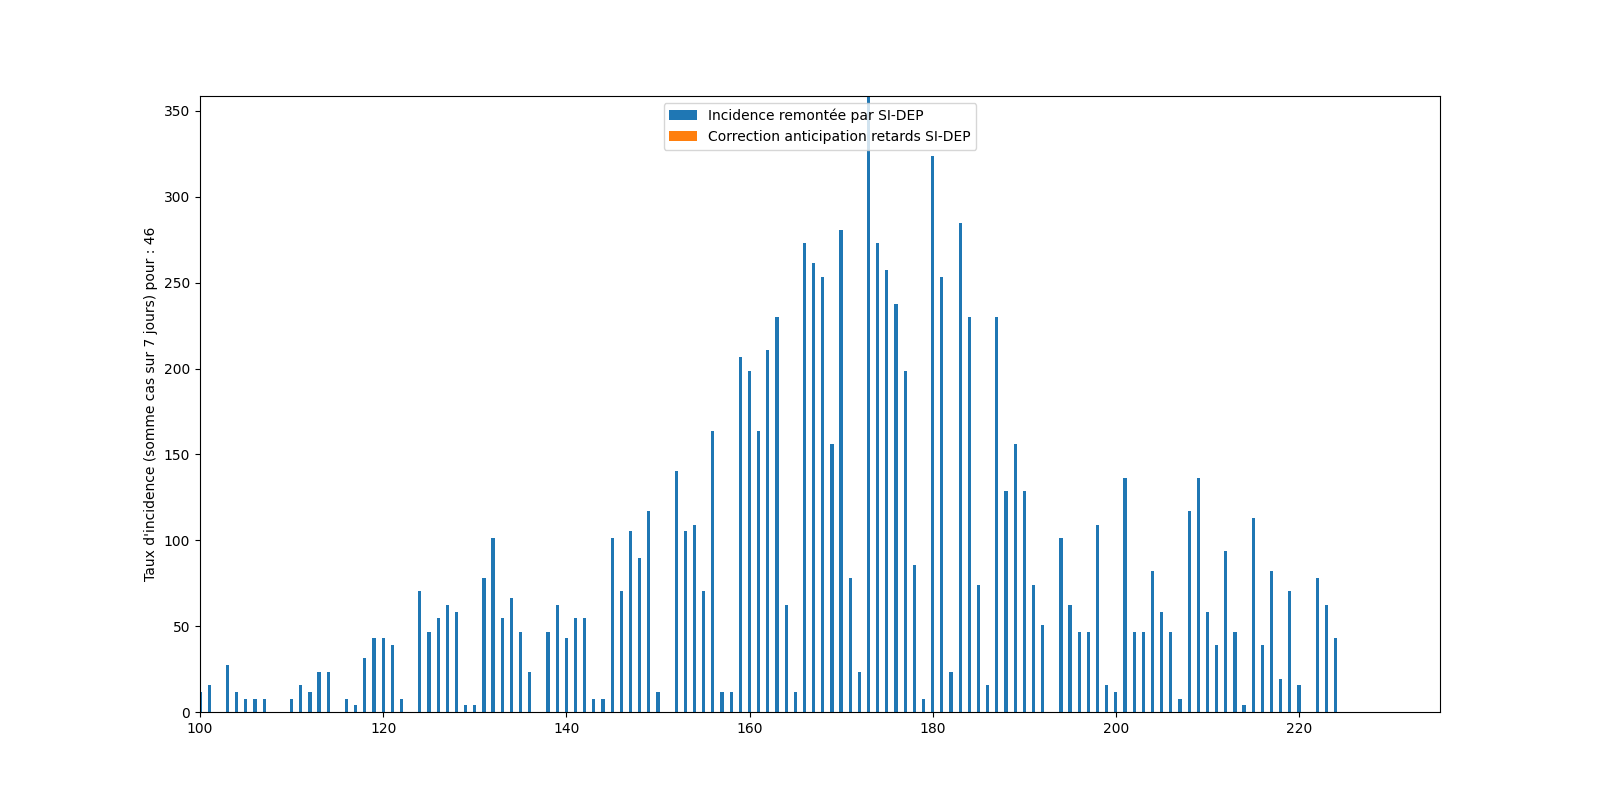 Incidence remontée par SI-DEP
Correction anticipation retards SI-DEP
Taux d'incidence (somme cas sur 7 jours) pour : 46
350
300
250
200
150
100
50
0
100 120 140 160 180 200 220